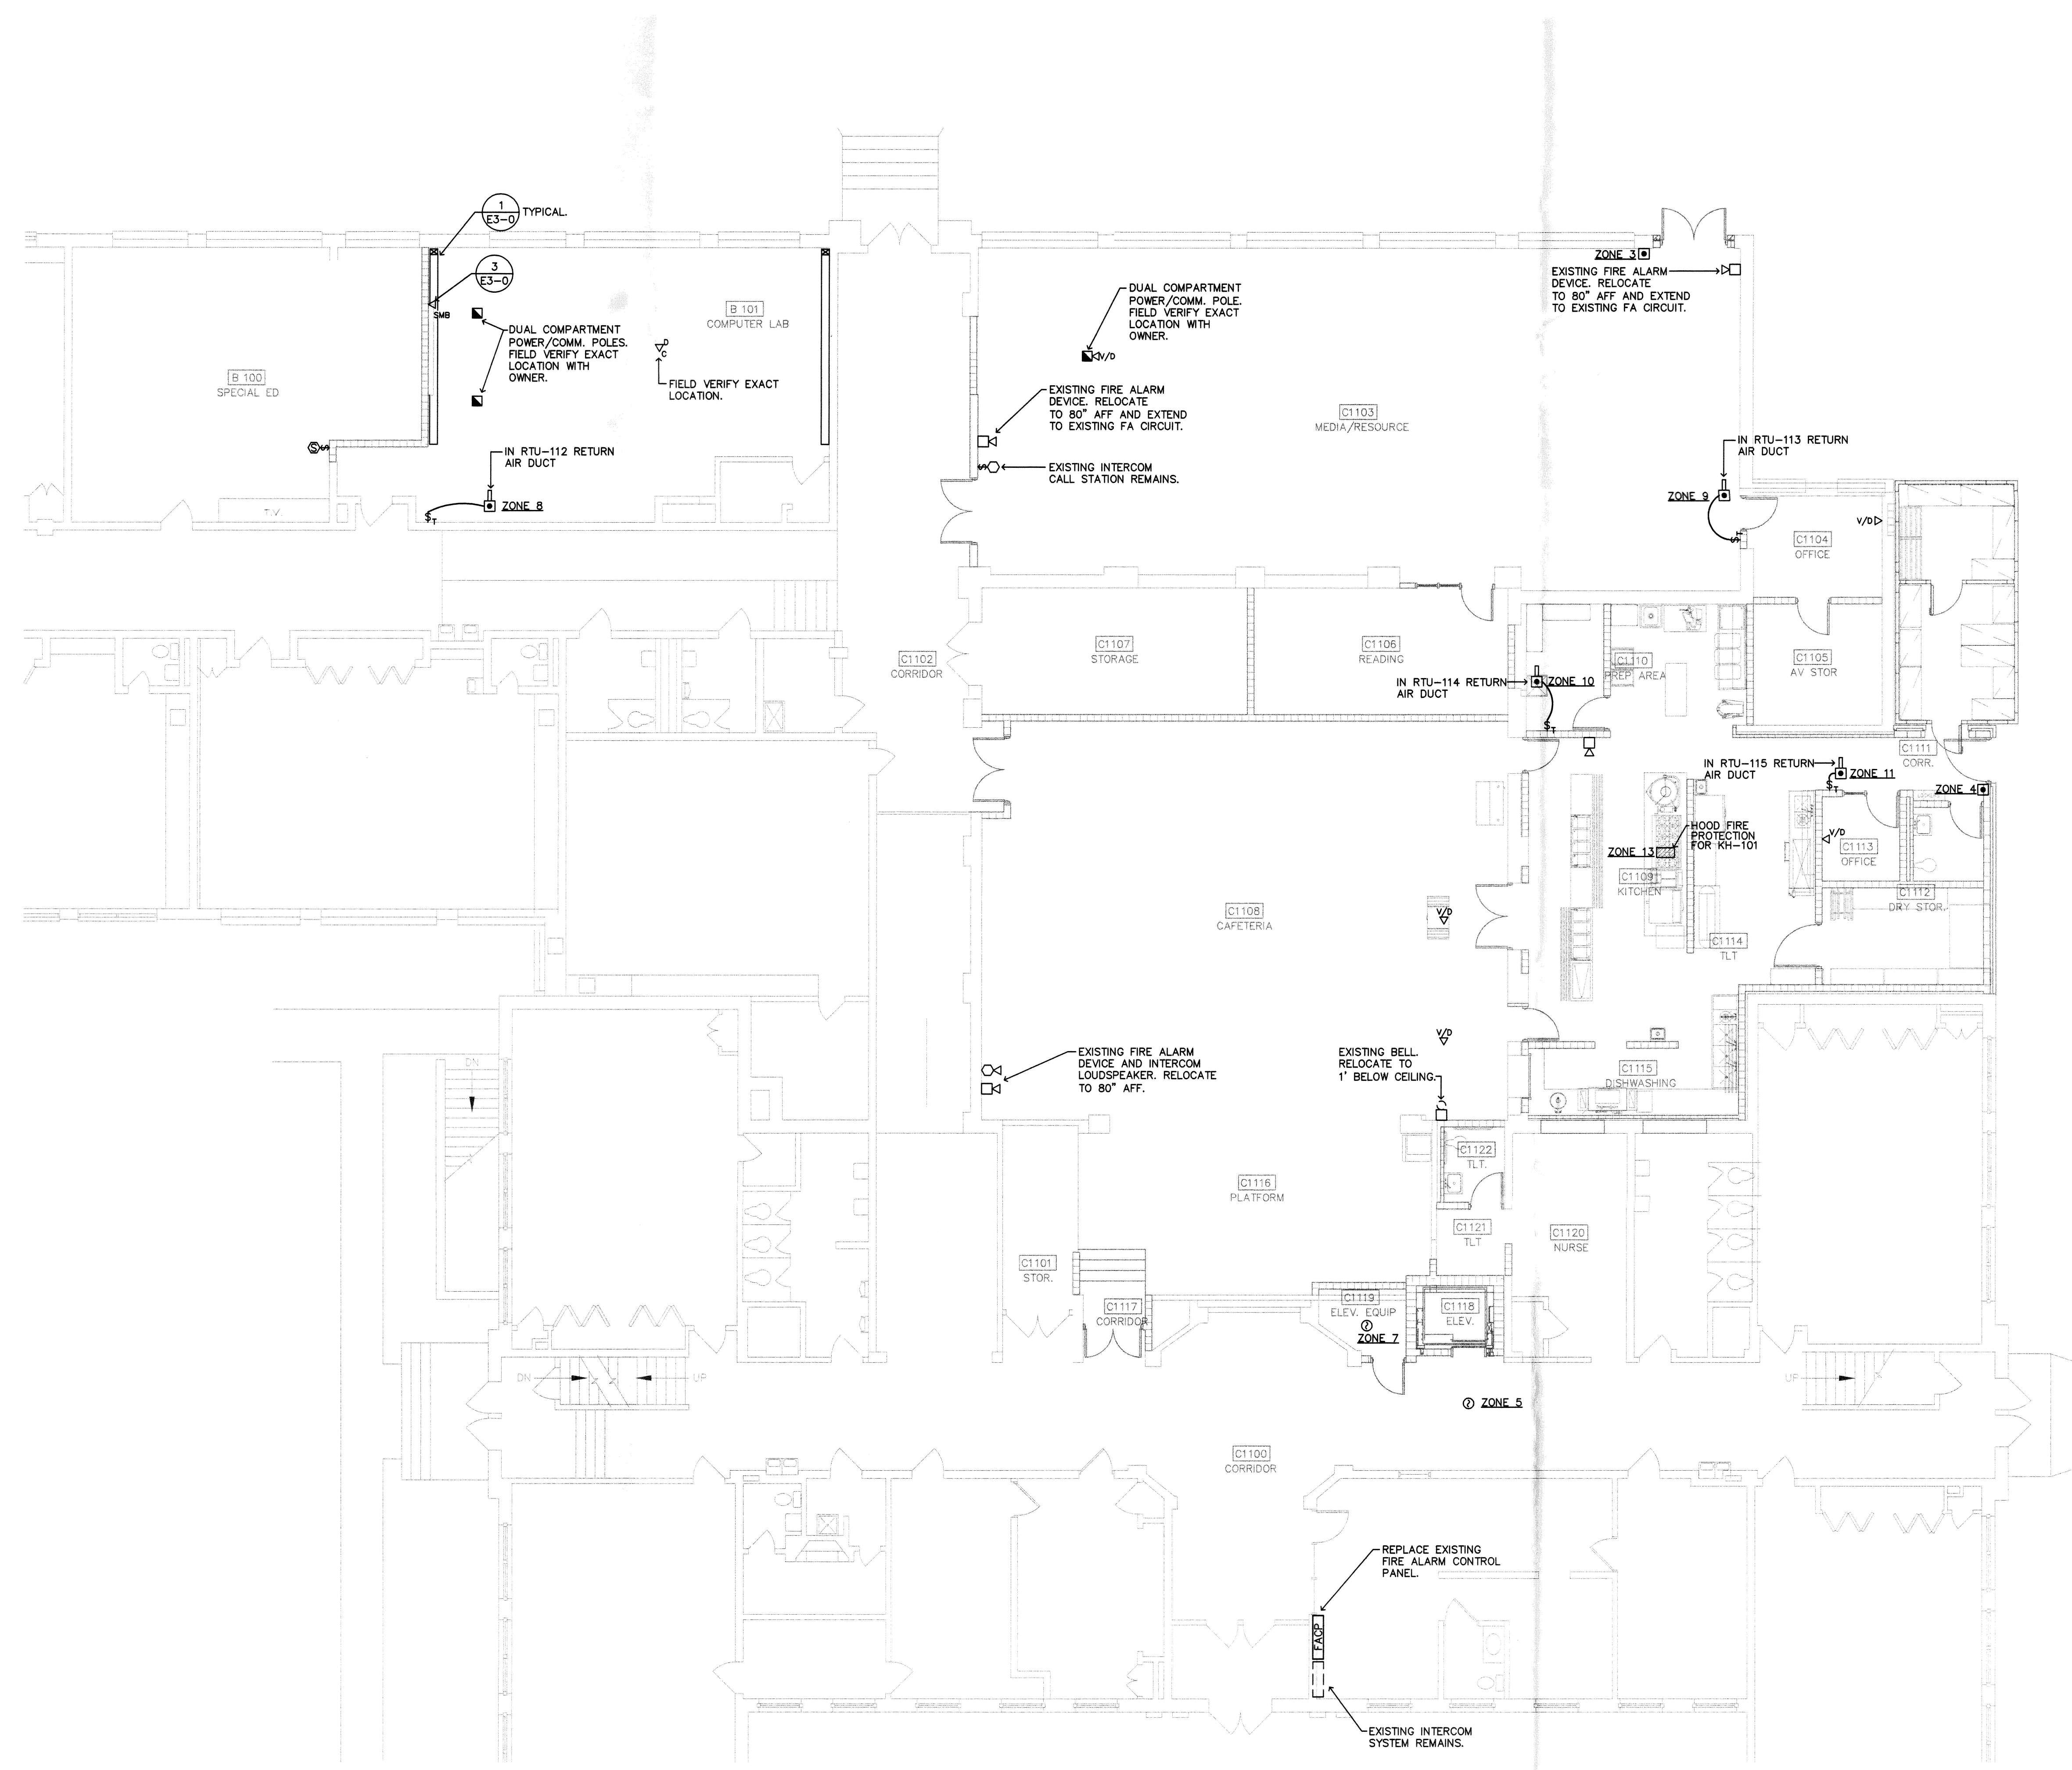 1
E3-0
TYPICAL.
3
E3-0
SMB
DUAL COMPARTMENT
POWER/COMM. POLES.
FIELD VERIFY EXACT
LOCATION WITH
OWNER.
D
C
FIELD VERIFY EXACT
LOCATION.
B 101
COMPUTER LAB
B 100
SPECIAL ED
S
$
IN RTU-112 RETURN
AIR DUCT
ZONE 8
$T
T.V.
DUAL COMPARTMENT
POWER/COMM. POLE.
FIELD VERIFY EXACT
LOCATION WITH
OWNER.
V/D
EXISTING FIRE ALARM
DEVICE. RELOCATE
TO 80" AFF AND EXTEND
TO EXISTING FA CIRCUIT.
$
EXISTING INTERCOM
CALL STATION REMAINS.
C1103
MEDIA/RESOURCE
ZONE 3
EXISTING FIRE ALARM
DEVICE. RELOCATE
TO 80" AFF AND EXTEND
TO EXISTING FA CIRCUIT.
IN RTU-113 RETURN
AIR DUCT
ZONE 9
$T
V/D
C1104
OFFICE
C1102
CORRIDOR
C1107
STORAGE
C1106
READING
C1110
PREP AREA
C1105
AV STOR
IN RTU-114 RETURN
AIR DUCT
ZONE 10
$T
C1111
CORR.
IN RTU-115 RETURN
AIR DUCT
ZONE 11
$T
ZONE 4
HOOD FIRE
PROTECTION
FOR KH-101
ZONE 13
V/D
C1113
OFFICE
C1109
KITCHEN
C1112
DRY STOR.
C1108
CAFETERIA
V/D
C1114
TLT
V/D
EXISTING FIRE ALARM
DEVICE AND INTERCOM
LOUDSPEAKER. RELOCATE
TO 80" AFF.
EXISTING BELL.
RELOCATE TO
1' BELOW CEILING.
C1115
DISHWASHING
DN
C1122
TLT.
C1116
PLATFORM
C1121
TLT
C1120
NURSE
C1101
STOR.
C1117
CORRIDOR
C1119
ELEV. EQUIP
ZONE 7
C1118
ELEV.
DN
UP
UP
ZONE 5
C1100
CORRIDOR
REPLACE EXISTING
FIRE ALARM CONTROL
PANEL.
FACP
EXISTING INTERCOM
SYSTEM REMAINS.